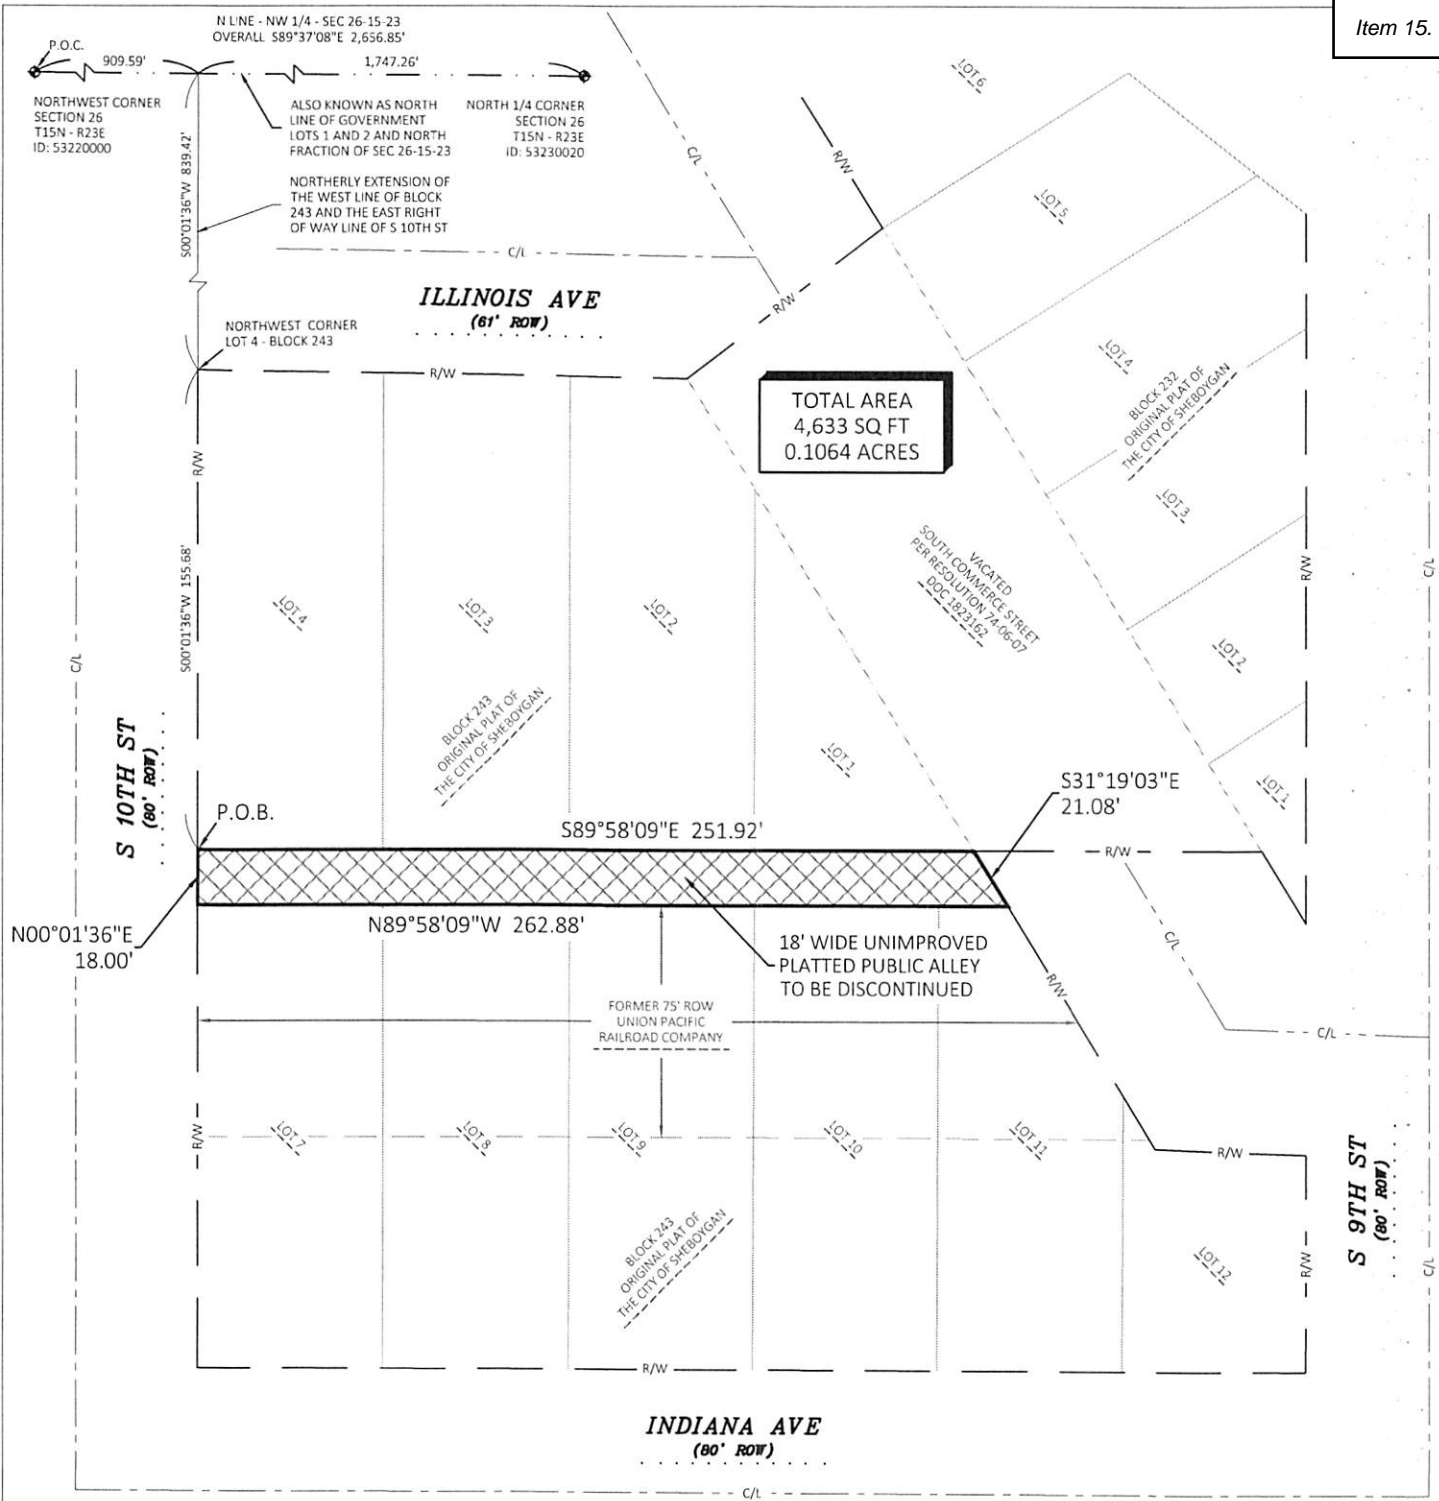 Item 15.
N LINE - NW 1/4 - SEC 26-15-23
OVERALL S89°37'08"E 2,656.85'
P.O.C.
909.59'
1,747.26'
NORTHWEST CORNER
SECTION 26
T15N - R23E
ID: 53220000
ALSO KNOWN AS NORTH
LINE OF GOVERNMENT
LOTS 1 AND 2 AND NORTH
FRACTION OF SEC 26-15-23
NORTH 1/4 CORNER
SECTION 26
T15N - R23E
ID: 53230020
S00°01'36"W 839.42'
NORTHERLY EXTENSION OF
THE WEST LINE OF BLOCK
243 AND THE EAST RIGHT
OF WAY LINE OF S 10TH ST
C/L
C/L
R/W
R/W
LOT 6
LOT 5
LOT 4
LOT 3
LOT 2
LOT 1
BLOCK 232
ORIGINAL PLAT OF
THE CITY OF SHEBOYGAN
ILLINOIS AVE
(61' ROW)
NORTHWEST CORNER
LOT 4 - BLOCK 243
R/W
TOTAL AREA
4,633 SQ FT
0.1064 ACRES
R/W
S00°01'36"W 155.68'
C/L
S 10TH ST
(80' ROW)
LOT 4
LOT 3
LOT 2
LOT 1
BLOCK 243
ORIGINAL PLAT OF
THE CITY OF SHEBOYGAN
VACATED
SOUTH COMMERCE STREET
PER RESOLUTION 74-06-07
DOC 1823162
R/W
C/L
P.O.B.
S89°58'09"E 251.92'
S31°19'03"E
21.08'
R/W
N00°01'36"E
18.00'
N89°58'09"W 262.88'
18' WIDE UNIMPROVED
PLATTED PUBLIC ALLEY
TO BE DISCONTINUED
C/L
R/W
FORMER 75' ROW
UNION PACIFIC
RAILROAD COMPANY
C/L
R/W
LOT 7
LOT 8
LOT 9
LOT 10
LOT 11
LOT 12
R/W
BLOCK 243
ORIGINAL PLAT OF
THE CITY OF SHEBOYGAN
S 9TH ST
(80' ROW)
R/W
C/L
R/W
INDIANA AVE
(80' ROW)
C/L